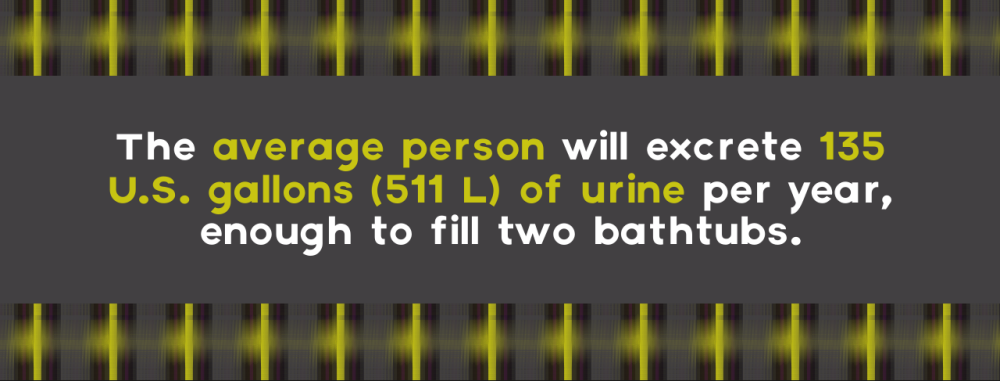 The average person will excrete 135
U.S. gallons (511 L) of urine per year,
enough to fill two bathtubs.